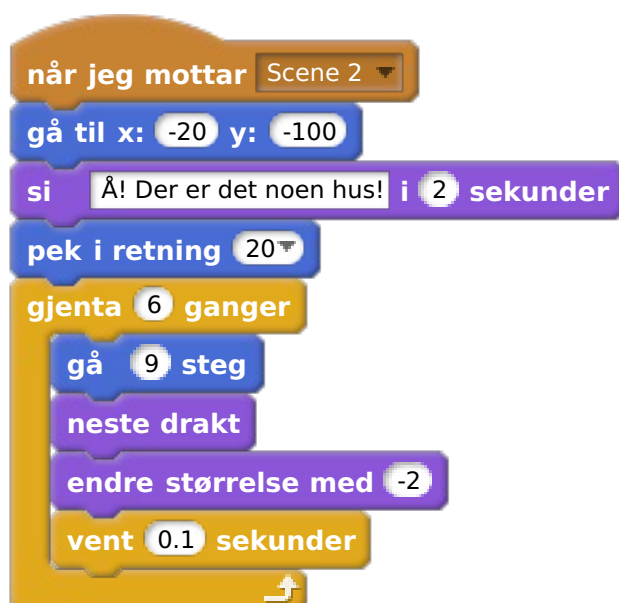 når jeg mottar Scene 2
gå til x: -20 y: -100
si Å! Der er det noen hus! i 2 sekunder
pek i retning 20
gjenta 6 ganger
gå 9 steg
neste drakt
endre størrelse med -2
vent 0.1 sekunder